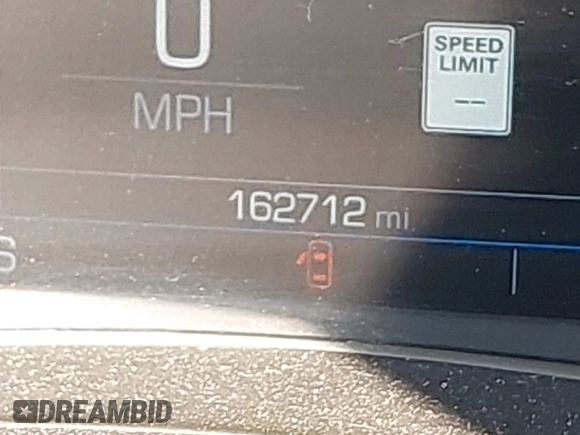 0
SPEED
LIMIT
--
MPH
162712 mi
S
DREAMBID